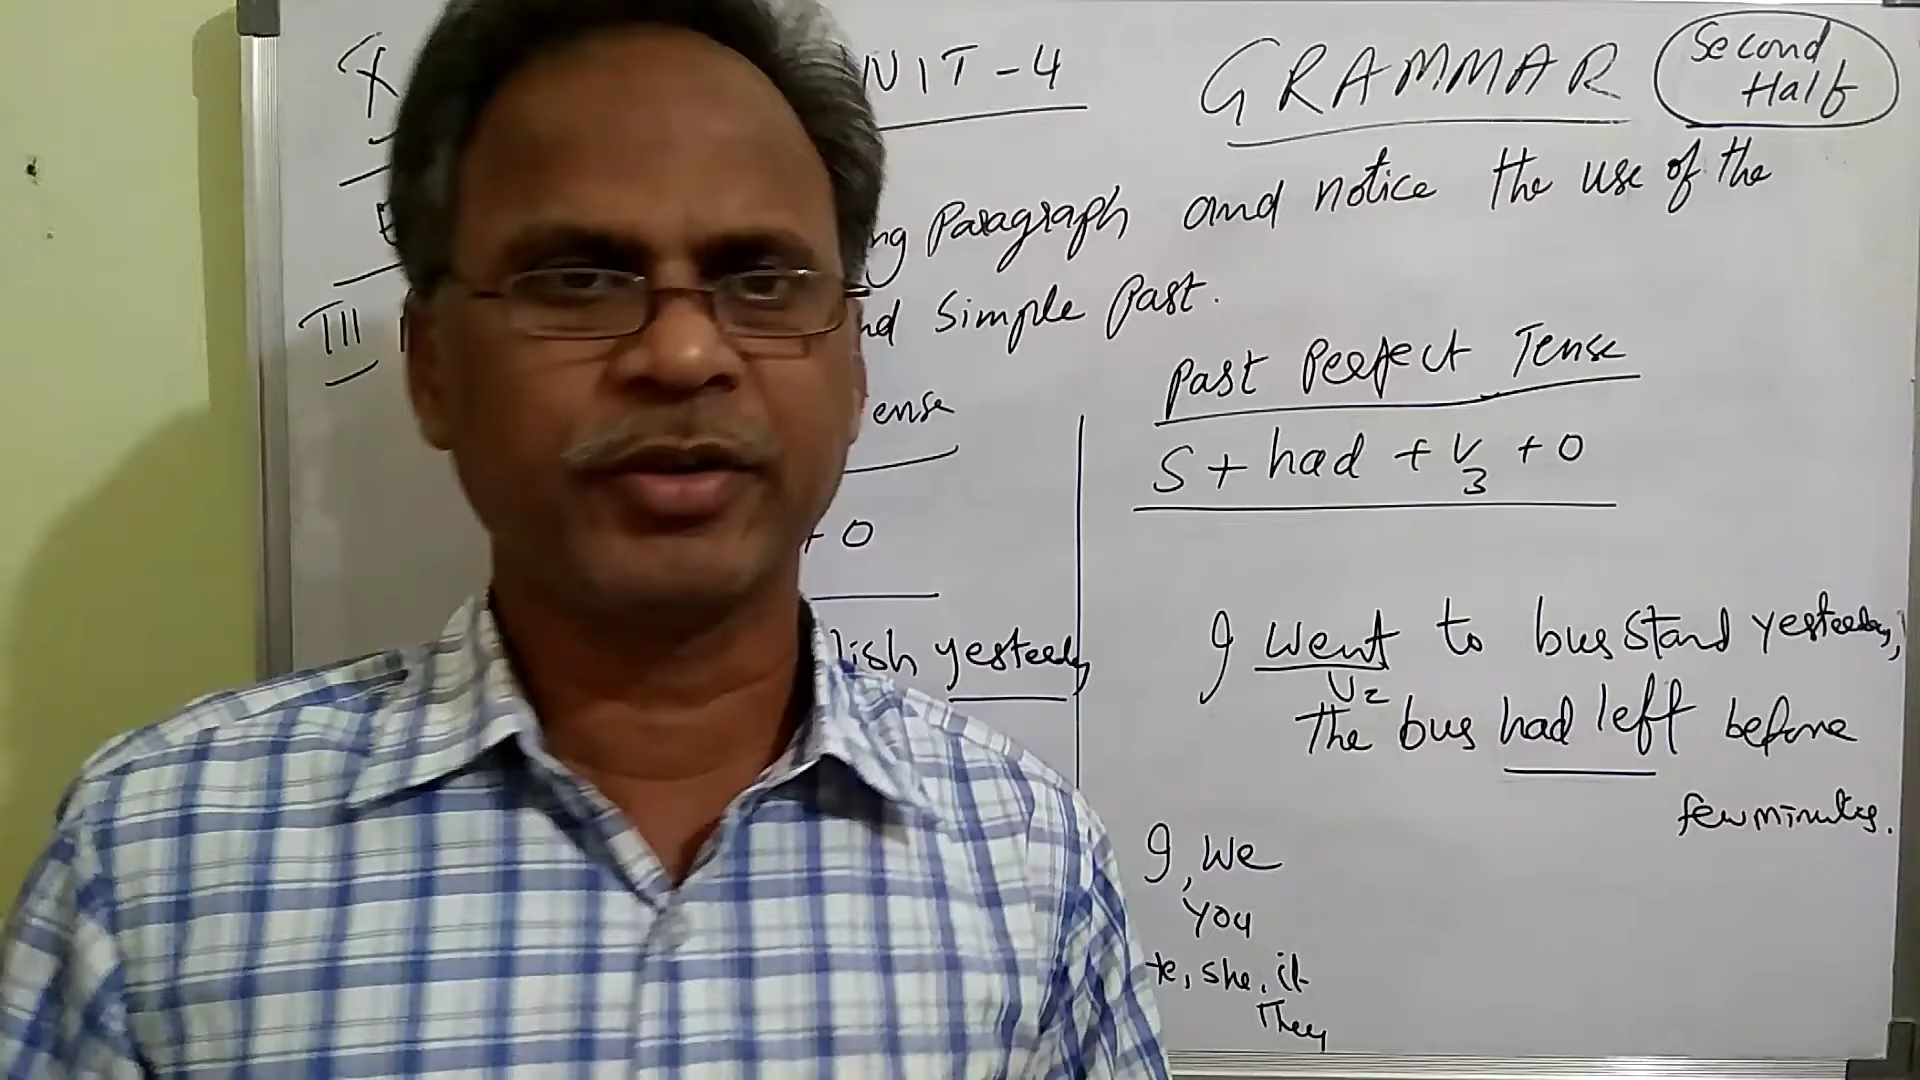 X NIT - 4 GRAMMAR Second Half
ng Paragraph and notice the use of the
III nd Simple Past.
ense Past Perfect Tense
S + had + V3 + O
+ O
lish yesterday I went to bus stand yesterday,
V2
The bus had left before
few minutes.
I, We
You
He, she, it
They